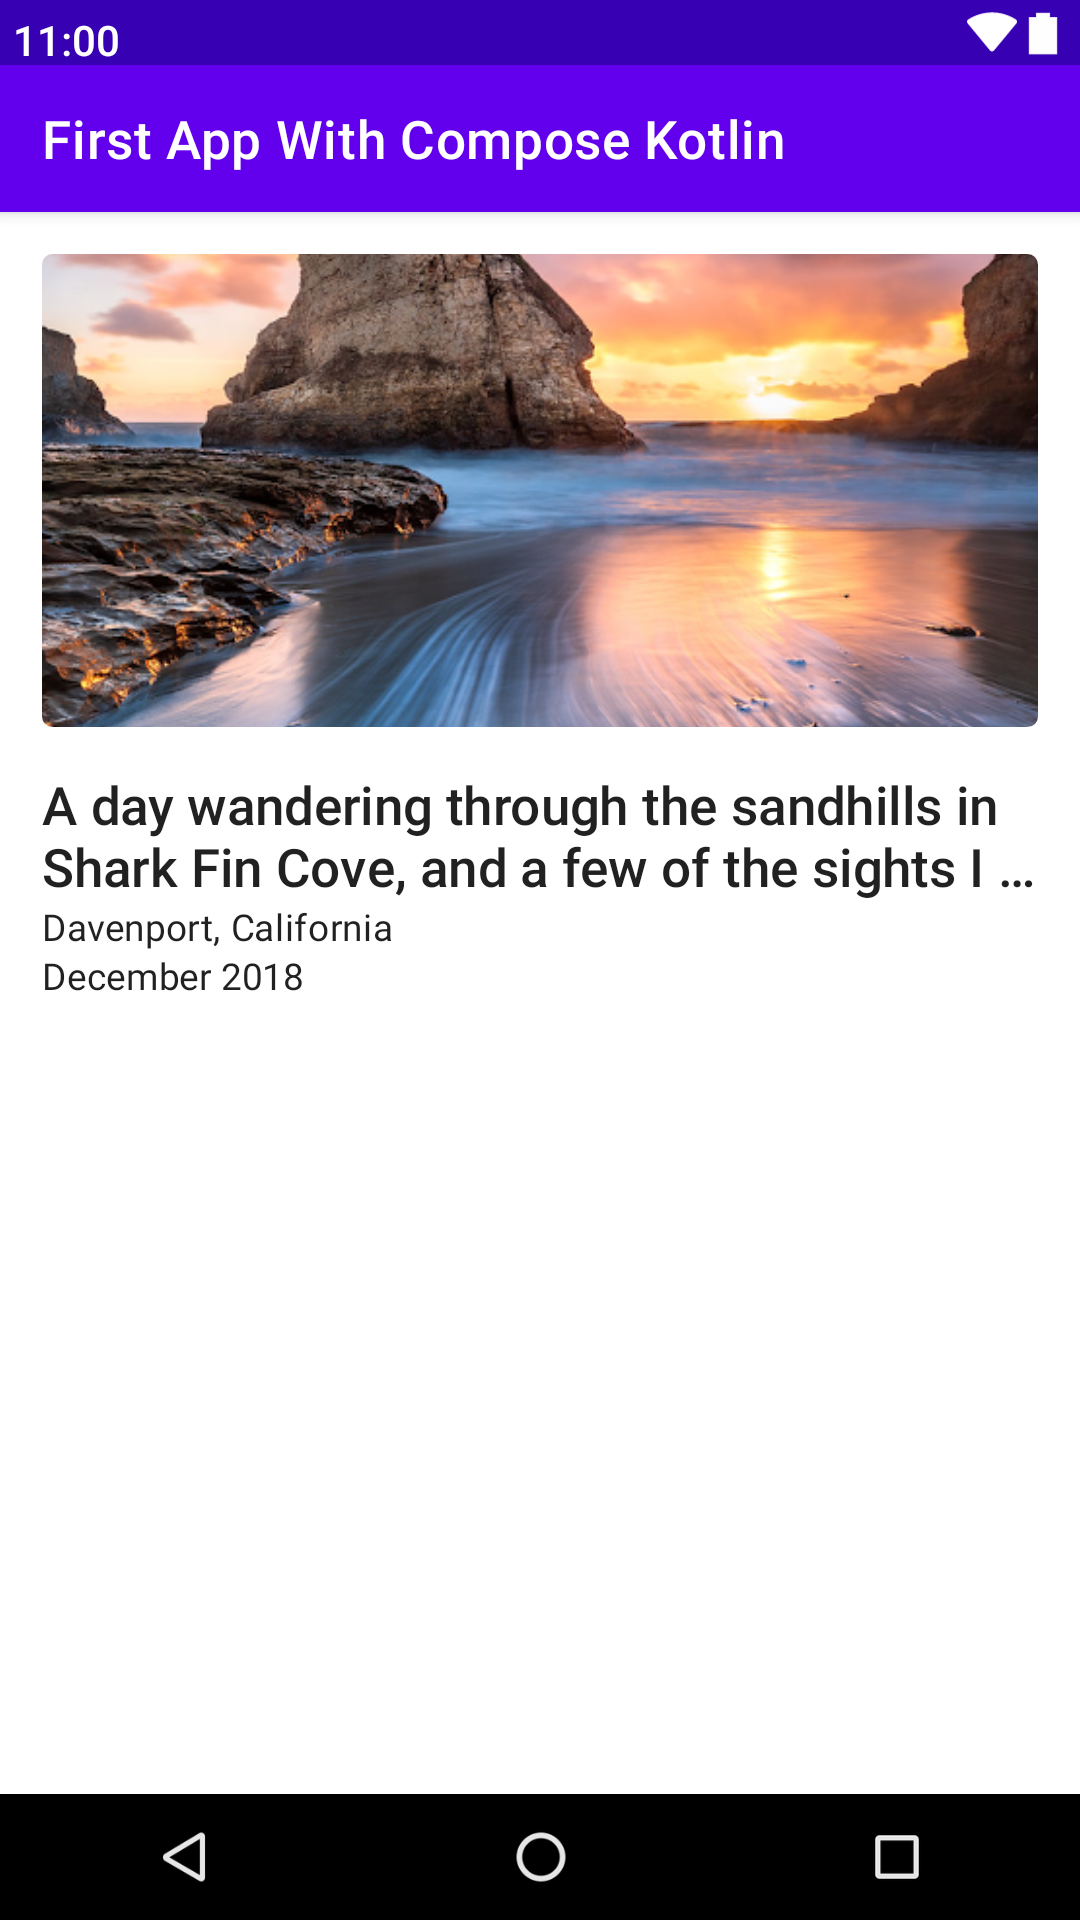 11:00
First App With Compose Kotlin
A day wandering through the sandhills in
Shark Fin Cove, and a few of the sights I …
Davenport, California
December 2018